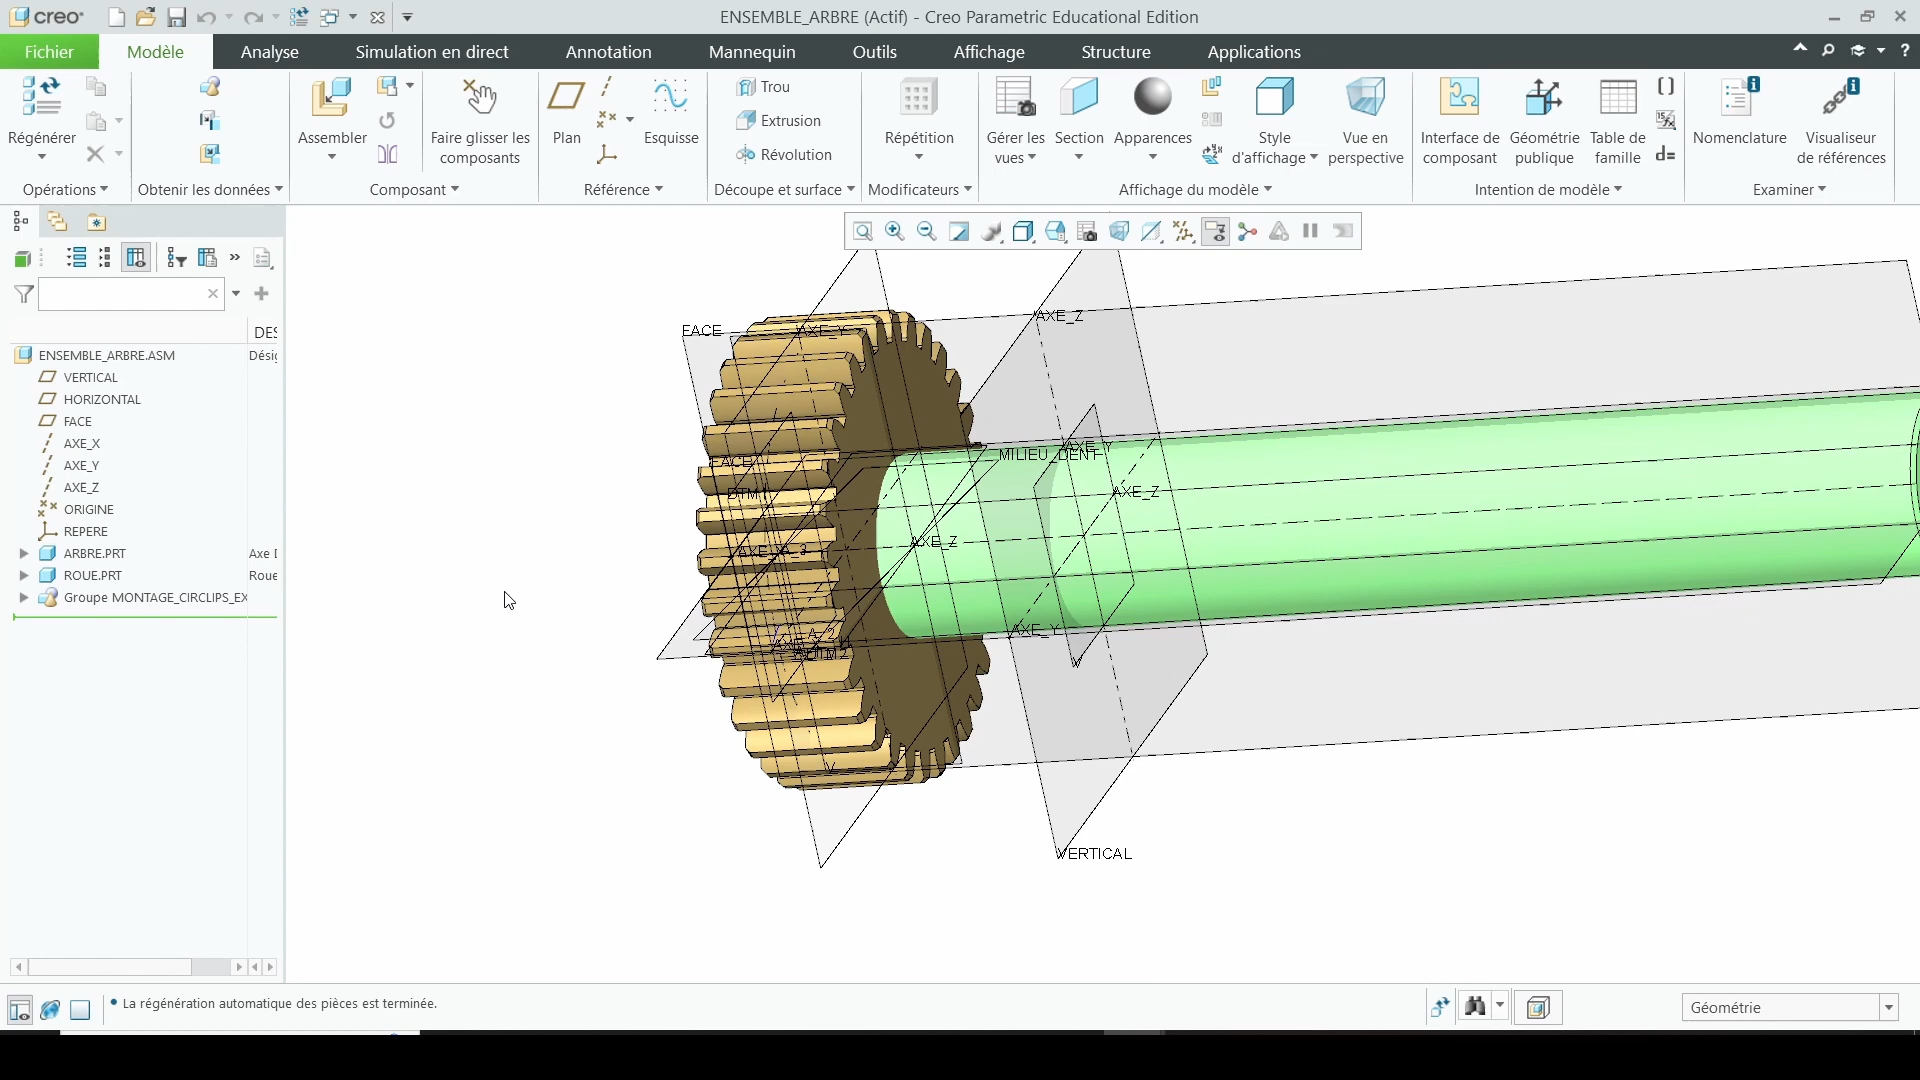 creo
ENSEMBLE_ARBRE (Actif) - Creo Parametric Educational Edition
Fichier Modèle Analyse Simulation en direct Annotation Mannequin Outils Affichage Structure Applications
Régénérer
Opérations
Obtenir les données
Assembler
Faire glisser les composants
Composant
Plan
Esquisse
Référence
Trou
Extrusion
Révolution
Découpe et surface
Répétition
Modificateurs
Gérer les vues
Section
Apparences
Style d'affichage
Vue en perspective
Affichage du modèle
Interface de composant
Géométrie publique
Table de famille
d=
Intention de modèle
Nomenclature
Visualiseur de références
Examiner
DES
ENSEMBLE_ARBRE.ASM Désig
VERTICAL
HORIZONTAL
FACE
AXE_X
AXE_Y
AXE_Z
ORIGINE
REPERE
ARBRE.PRT Axe D
ROUE.PRT Roue
Groupe MONTAGE_CIRCLIPS_EX
FACE
AXE_Y
AXE_Z
AXE_Y
MILIEU_DENT
FACE
AXE_Z
AXE_Z
AXE_Y
VERTICAL
La régénération automatique des pièces est terminée.
Géométrie